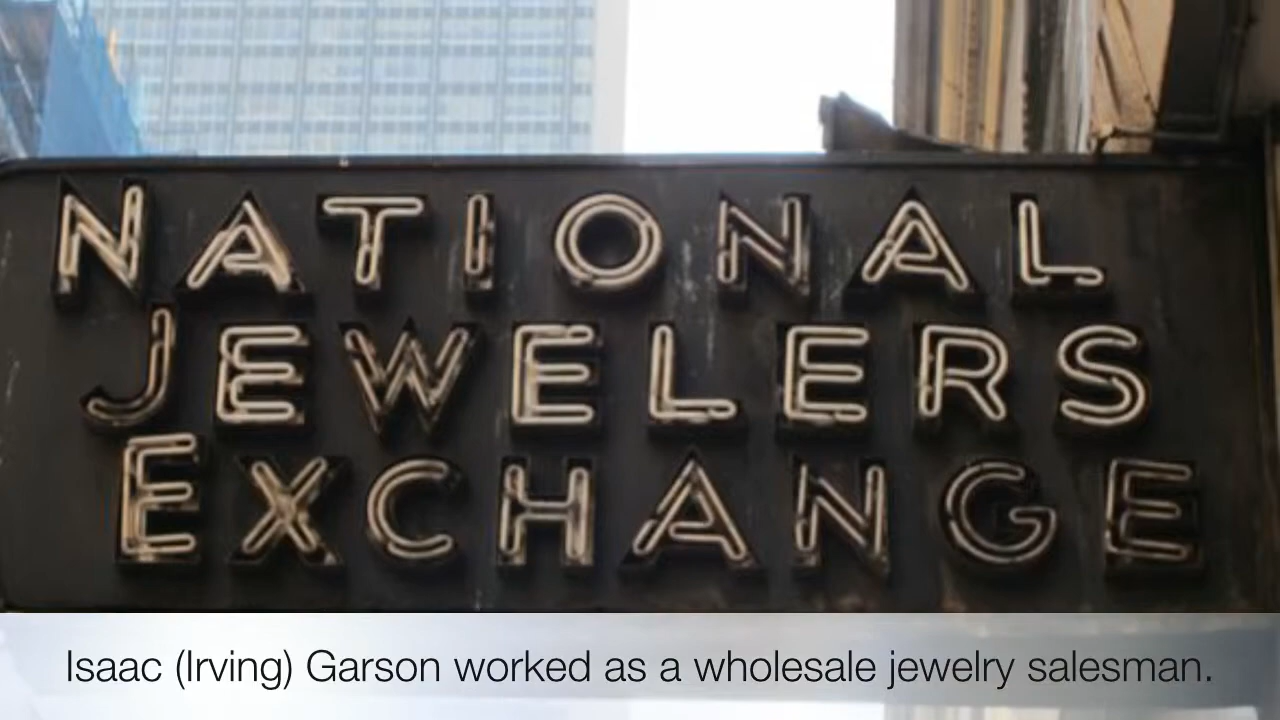 NATIONAL
JEWELERS
EXCHANGE
Isaac (Irving) Garson worked as a wholesale jewelry salesman.